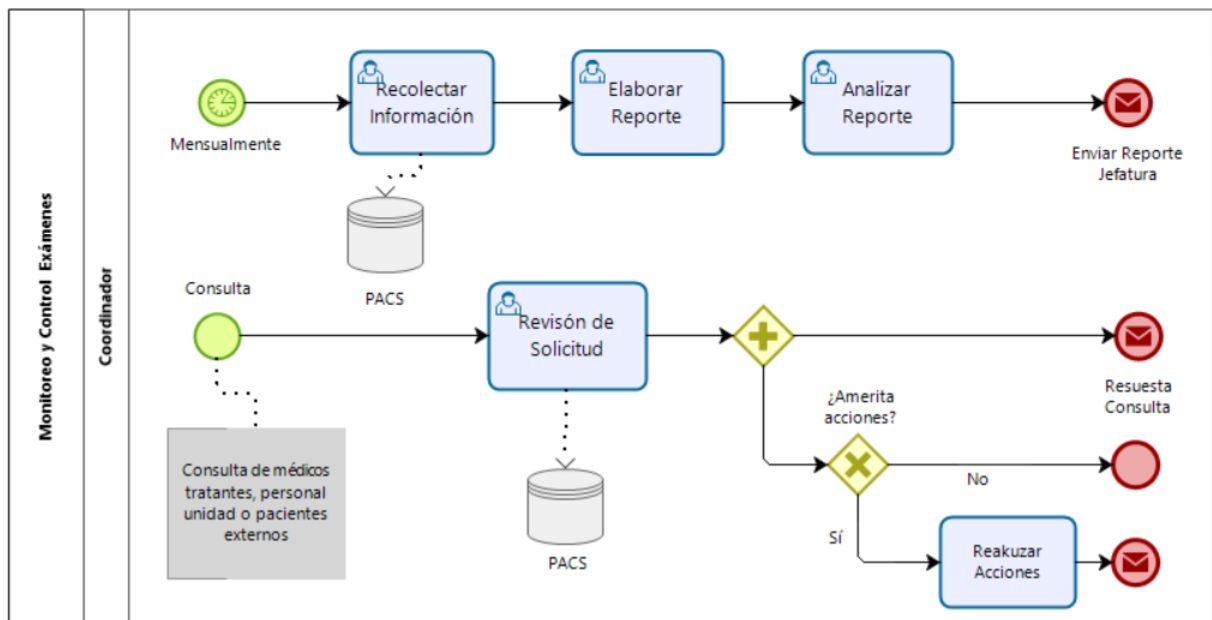 Monitoreo y Control Exámenes
Coordinador
Mensualmente
Recolectar
Información
Elaborar
Reporte
Analizar
Reporte
Enviar Reporte
Jefatura
PACS
Consulta
Consulta de médicos
tratantes, personal
unidad o pacientes
externos
Revisón de
Solicitud
PACS
Resuesta
Consulta
¿Amerita
acciones?
No
Sí
Reakuzar
Acciones